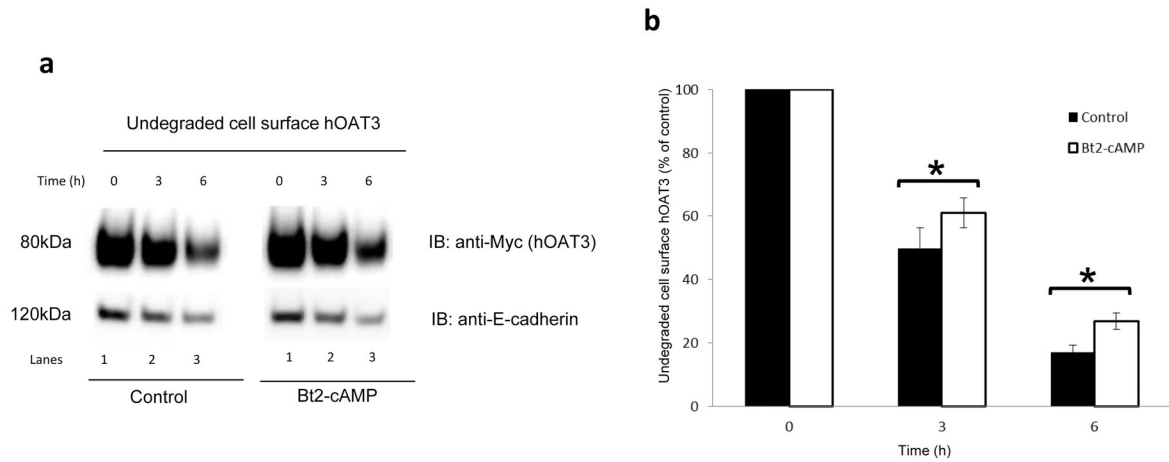 a
Undegraded cell surface hOAT3
Time (h) 0 3 6 0 3 6
80kDa IB: anti-Myc (hOAT3)
120kDa IB: anti-E-cadherin
Lanes 1 2 3 1 2 3
Control Bt2-cAMP
b
Undegraded cell surface hOAT3 (% of control)
100
80
60
40
20
0
* *
Control
Bt2-cAMP
0 3 6
Time (h)